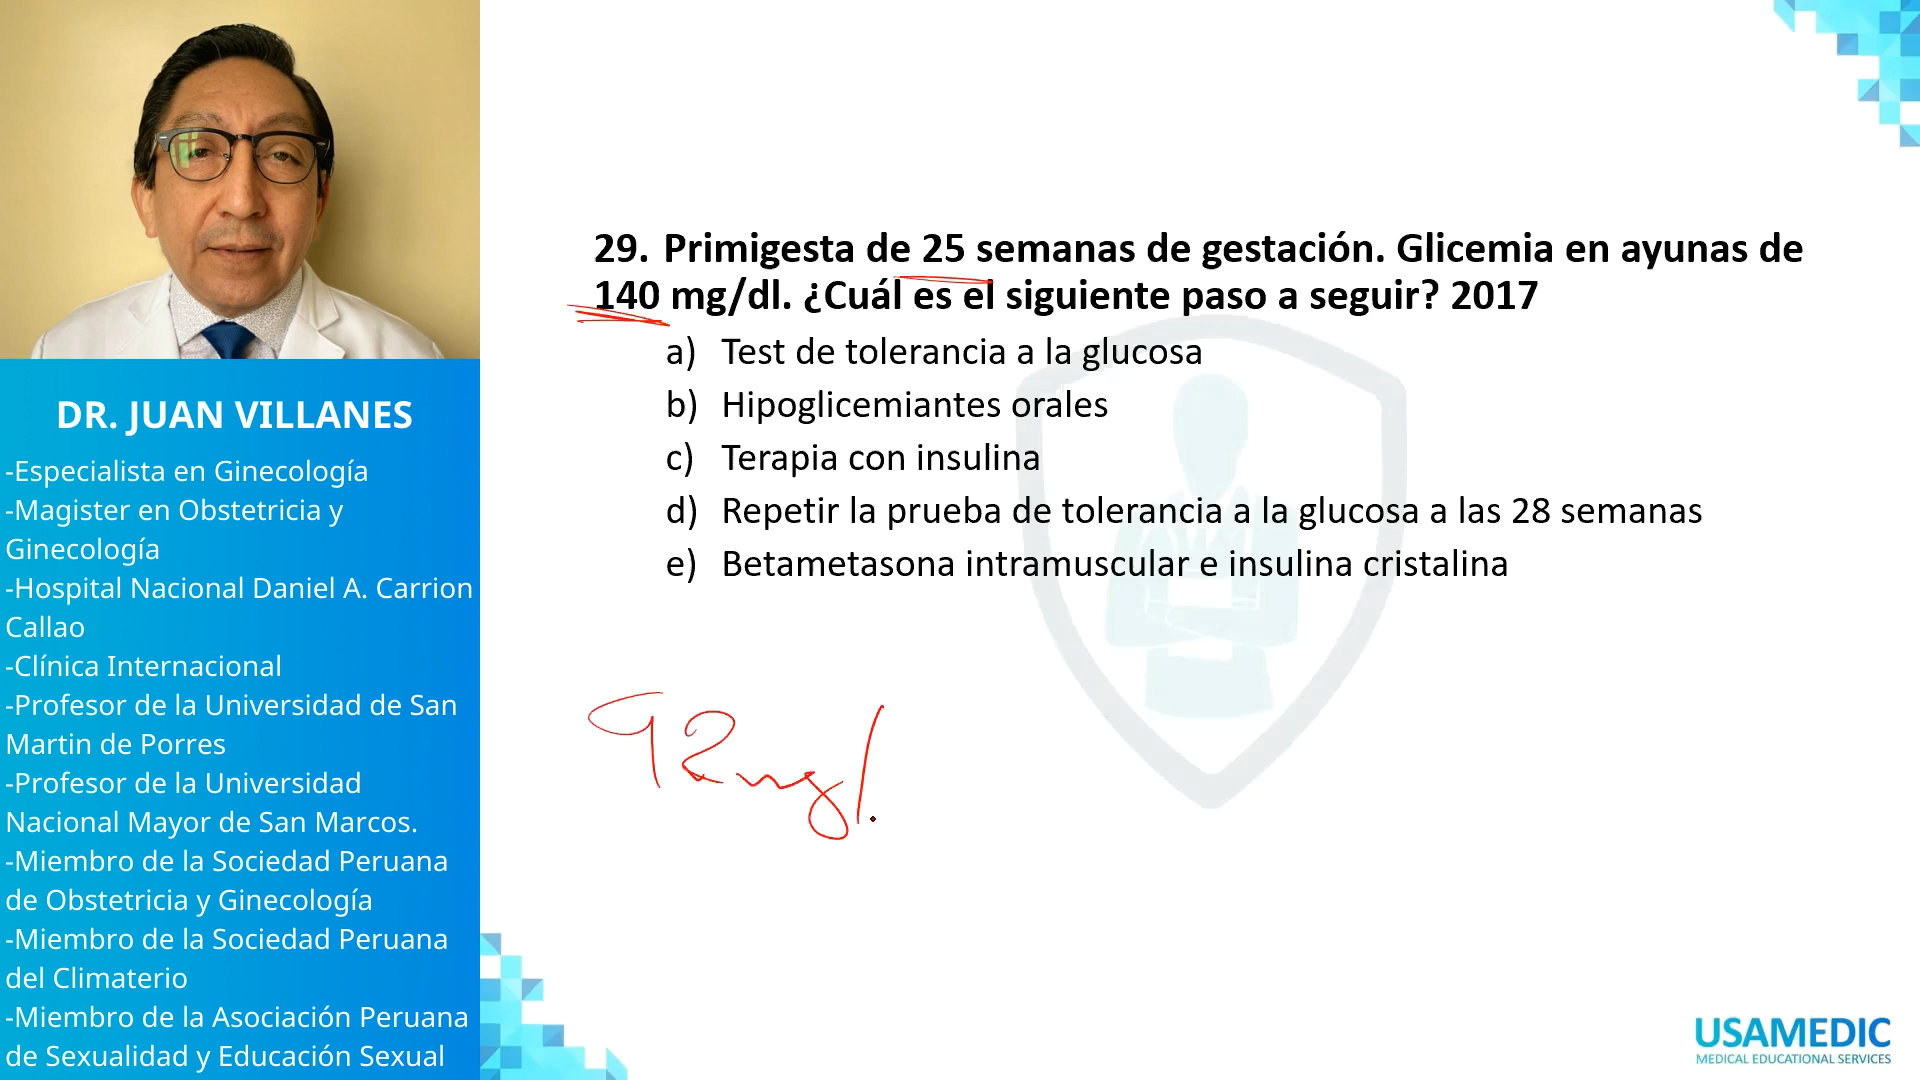 DR. JUAN VILLANES
-Especialista en Ginecología
-Magister en Obstetricia y
Ginecología
-Hospital Nacional Daniel A. Carrion
Callao
-Clínica Internacional
-Profesor de la Universidad de San
Martin de Porres
-Profesor de la Universidad
Nacional Mayor de San Marcos.
-Miembro de la Sociedad Peruana
de Obstetricia y Ginecología
-Miembro de la Sociedad Peruana
del Climaterio
-Miembro de la Asociación Peruana
de Sexualidad y Educación Sexual
29. Primigesta de 25 semanas de gestación. Glicemia en ayunas de
140 mg/dl. ¿Cuál es el siguiente paso a seguir? 2017
a) Test de tolerancia a la glucosa
b) Hipoglicemiantes orales
c) Terapia con insulina
d) Repetir la prueba de tolerancia a la glucosa a las 28 semanas
e) Betametasona intramuscular e insulina cristalina
92mg/
USAMEDIC
MEDICAL EDUCATIONAL SERVICES